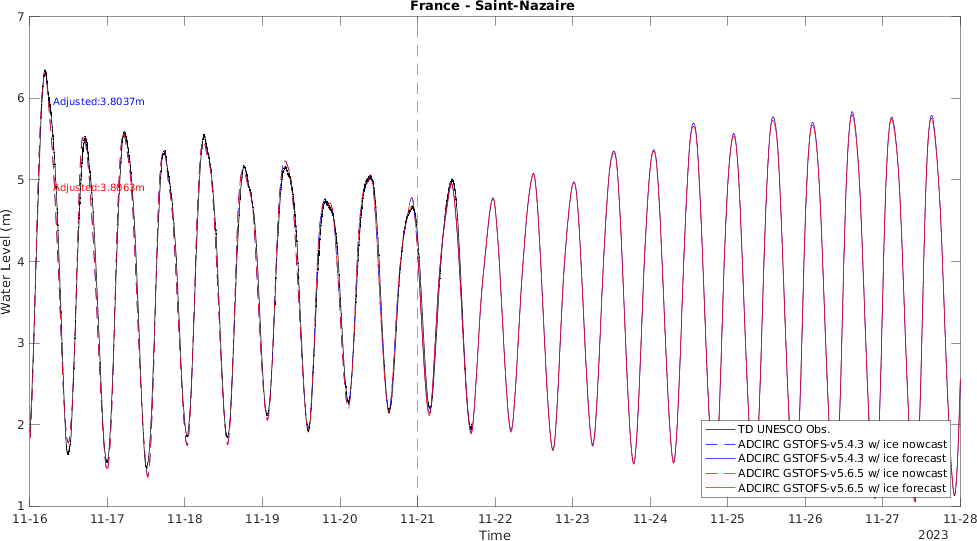 France - Saint-Nazaire
7
6
5
4
3
2
1
Water Level (m)
Adjusted:3.8037m
Adjusted:3.8063m
TD UNESCO Obs.
ADCIRC GSTOFS-v5.4.3 w/ ice nowcast
ADCIRC GSTOFS-v5.4.3 w/ ice forecast
ADCIRC GSTOFS-v5.6.5 w/ ice nowcast
ADCIRC GSTOFS-v5.6.5 w/ ice forecast
11-16 11-17 11-18 11-19 11-20 11-21 11-22 11-23 11-24 11-25 11-26 11-27 11-28
Time
2023